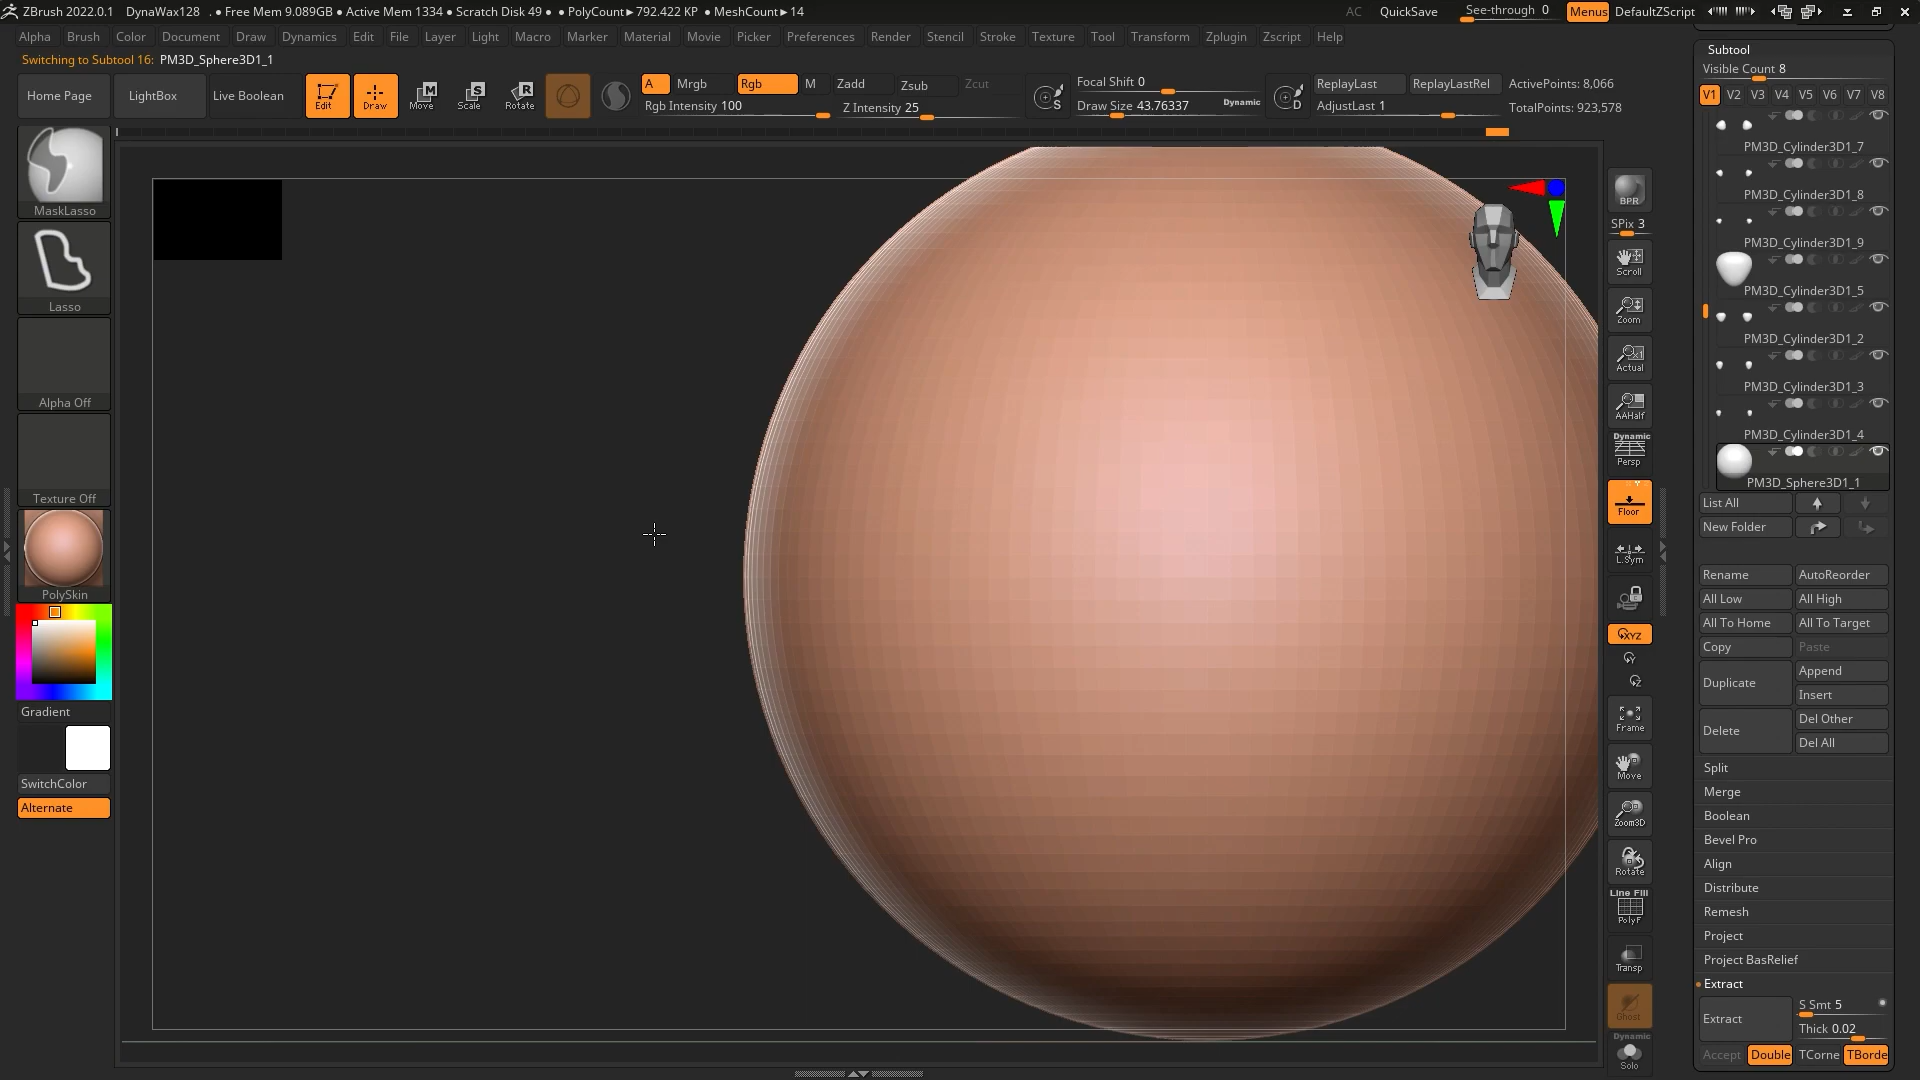 ZBrush 2022.0.1 DynaWax128 . ● Free Mem 9.089GB ● Active Mem 1334 ● Scratch Disk 49 ● ● PolyCount► 792.422 KP ● MeshCount► 14 AC QuickSave See-through 0 Menus DefaultZScript
Alpha Brush Color Document Draw Dynamics Edit File Layer Light Macro Marker Material Movie Picker Preferences Render Stencil Stroke Texture Tool Transform Zplugin Zscript Help
Switching to Subtool 16: PM3D_Sphere3D1_1
Home Page LightBox Live Boolean Edit Draw Move Scale Rotate
A Mrgb Rgb M Zadd Zsub Zcut
Rgb Intensity 100 Z Intensity 25
Focal Shift 0
Draw Size 43.76337 Dynamic
ReplayLast ReplayLastRel ActivePoints: 8,066
AdjustLast 1 TotalPoints: 923,578
MaskLasso
Lasso
Alpha Off
Texture Off
PolySkin
Gradient
SwitchColor
Alternate
BPR
SPix 3
Scroll
Zoom
Actual
AAHalf
Dynamic
Persp
Floor
L.Sym
XYZ
Y
Z
Frame
Move
Zoom3D
Rotate
Line Fill
PolyF
Transp
Ghost
Dynamic
Solo
Subtool
Visible Count 8
V1 V2 V3 V4 V5 V6 V7 V8
PM3D_Cylinder3D1_7
PM3D_Cylinder3D1_8
PM3D_Cylinder3D1_9
PM3D_Cylinder3D1_5
PM3D_Cylinder3D1_2
PM3D_Cylinder3D1_3
PM3D_Cylinder3D1_4
PM3D_Sphere3D1_1
List All
New Folder
Rename AutoReorder
All Low All High
All To Home All To Target
Copy Paste
Duplicate Append
Insert
Delete Del Other
Del All
Split
Merge
Boolean
Bevel Pro
Align
Distribute
Remesh
Project
Project BasRelief
Extract
Extract S Smt 5
Thick 0.02
Accept Double TCorne TBorde